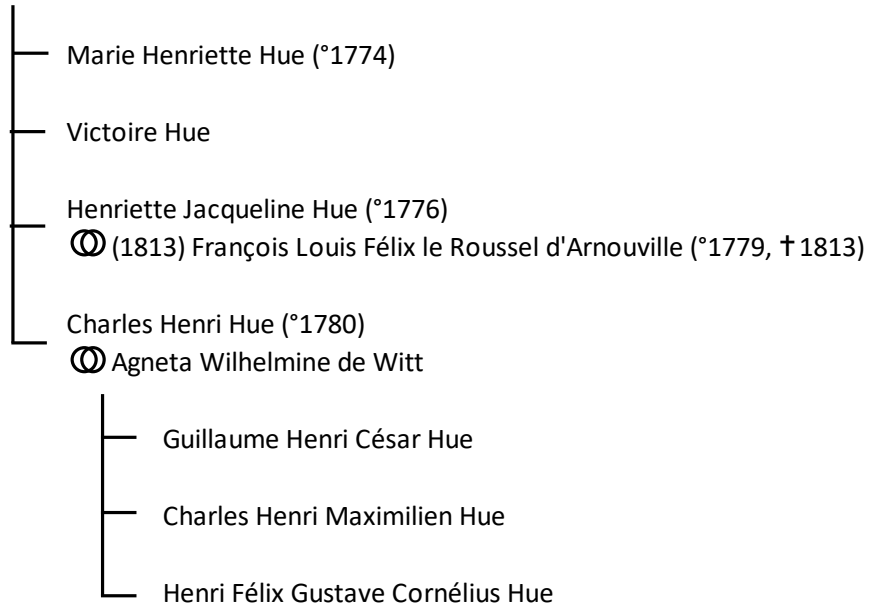 Marie Henriette Hue (°1774)
Victoire Hue
Henriette Jacqueline Hue (°1776)
(1813) François Louis Félix le Roussel d'Arnouville (°1779, †1813)
Charles Henri Hue (°1780)
Agneta Wilhelmine de Witt
Guillaume Henri César Hue
Charles Henri Maximilien Hue
Henri Félix Gustave Cornélius Hue